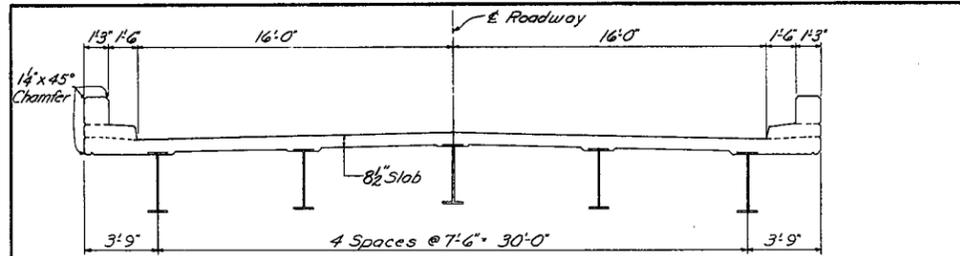 ℄ Roadway
1'-3" 1'-6" 16'-0" 16'-0" 1'-6" 1'-3"
1¼" x 45°
Chamfer
8½" Slab
3'-9" 4 Spaces @ 7'-6" = 30'-0" 3'-9"